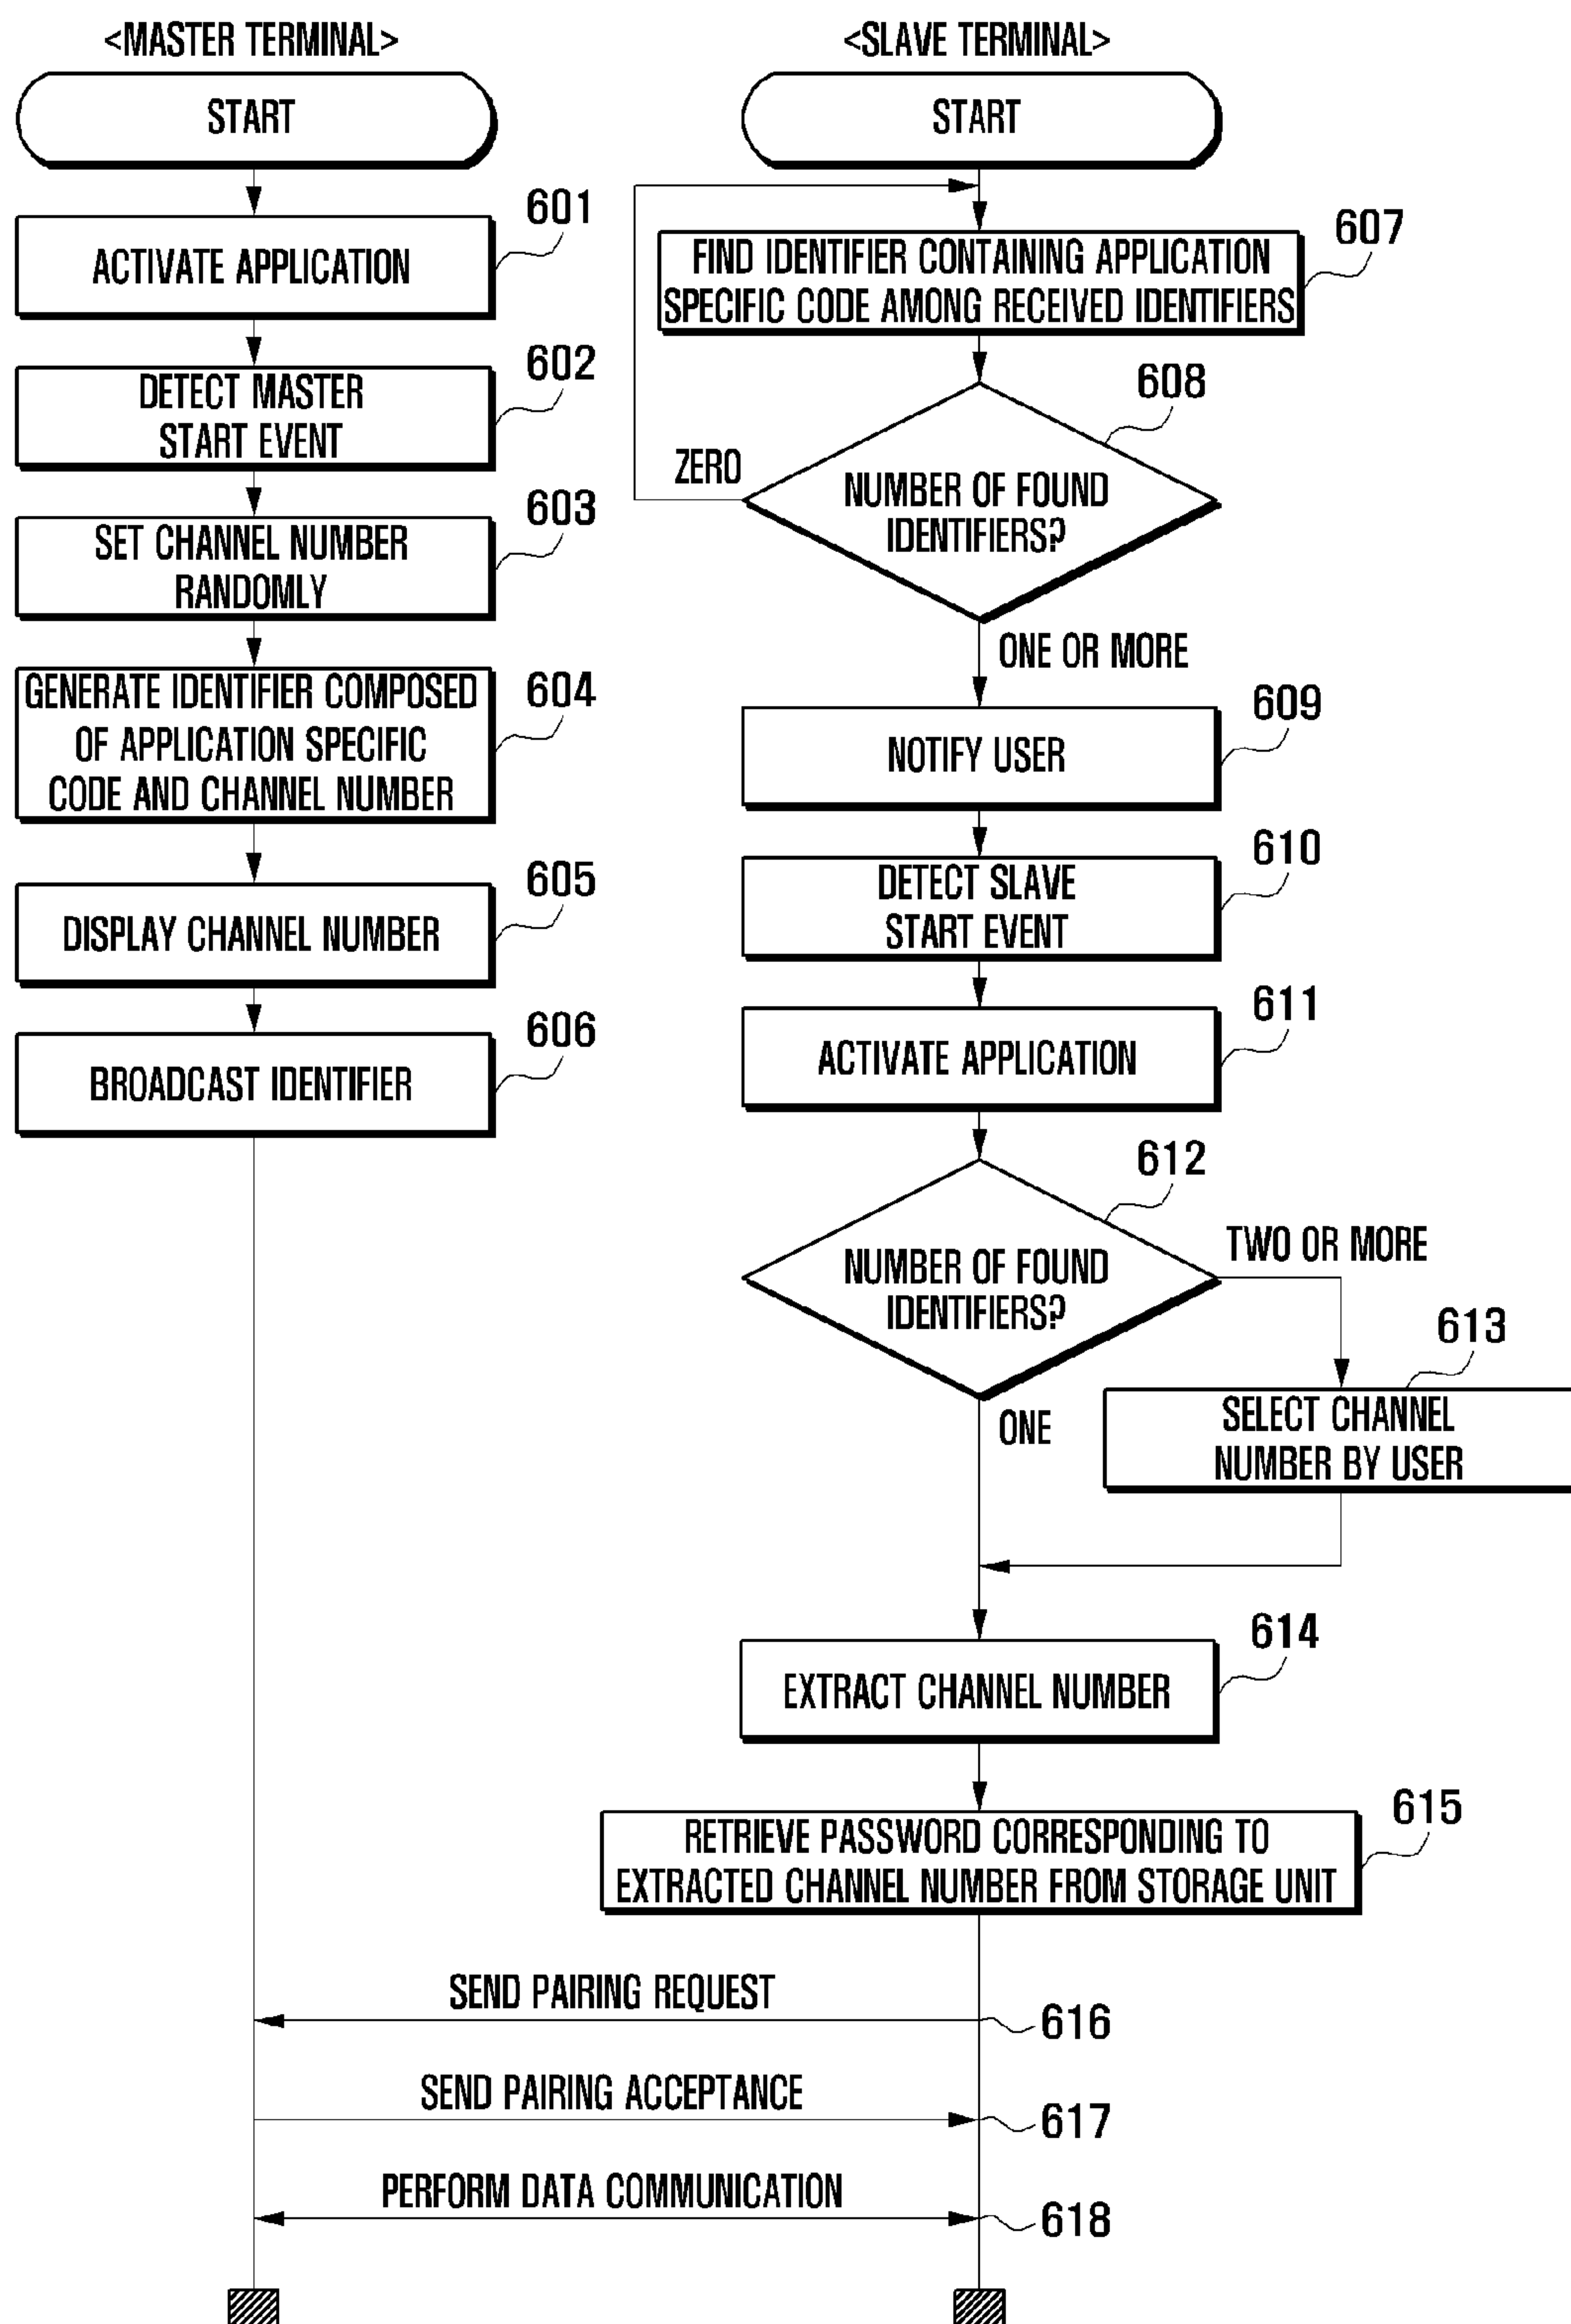 <MASTER TERMINAL>
START
601
ACTIVATE APPLICATION
602
DETECT MASTER
START EVENT
603
SET CHANNEL NUMBER
RANDOMLY
604
GENERATE IDENTIFIER COMPOSED
OF APPLICATION SPECIFIC
CODE AND CHANNEL NUMBER
605
DISPLAY CHANNEL NUMBER
606
BROADCAST IDENTIFIER
<SLAVE TERMINAL>
START
607
FIND IDENTIFIER CONTAINING APPLICATION
SPECIFIC CODE AMONG RECEIVED IDENTIFIERS
608
ZERO
NUMBER OF FOUND
IDENTIFIERS?
ONE OR MORE
609
NOTIFY USER
610
DETECT SLAVE
START EVENT
611
ACTIVATE APPLICATION
612
TWO OR MORE
NUMBER OF FOUND
IDENTIFIERS?
613
SELECT CHANNEL
NUMBER BY USER
ONE
614
EXTRACT CHANNEL NUMBER
615
RETRIEVE PASSWORD CORRESPONDING TO
EXTRACTED CHANNEL NUMBER FROM STORAGE UNIT
SEND PAIRING REQUEST
616
SEND PAIRING ACCEPTANCE
617
PERFORM DATA COMMUNICATION
618